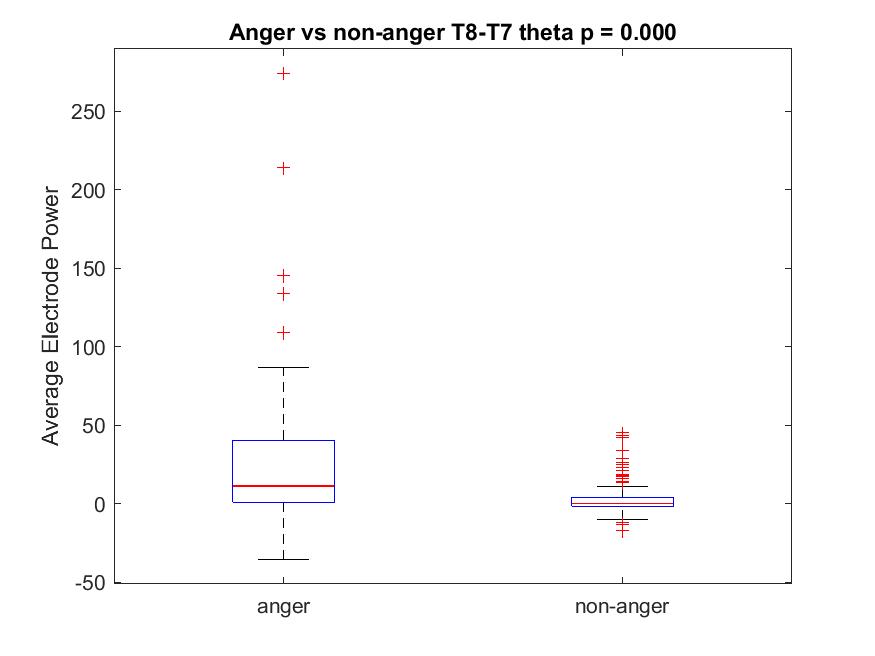 Anger vs non-anger T8-T7 theta p = 0.000
Average Electrode Power
250
200
150
100
50
0
-50
anger
non-anger